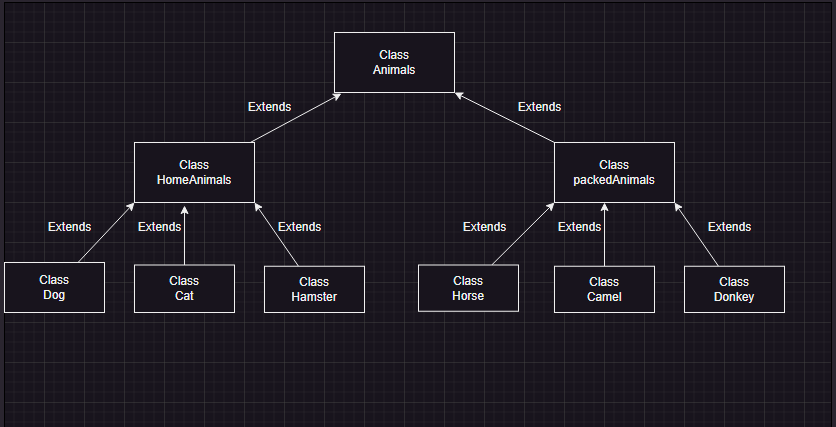 Class
Animals
Extends
Extends
Class
HomeAnimals
Class
packedAnimals
Extends
Extends
Extends
Extends
Extends
Extends
Class
Dog
Class
Cat
Class
Hamster
Class
Horse
Class
Camel
Class
Donkey